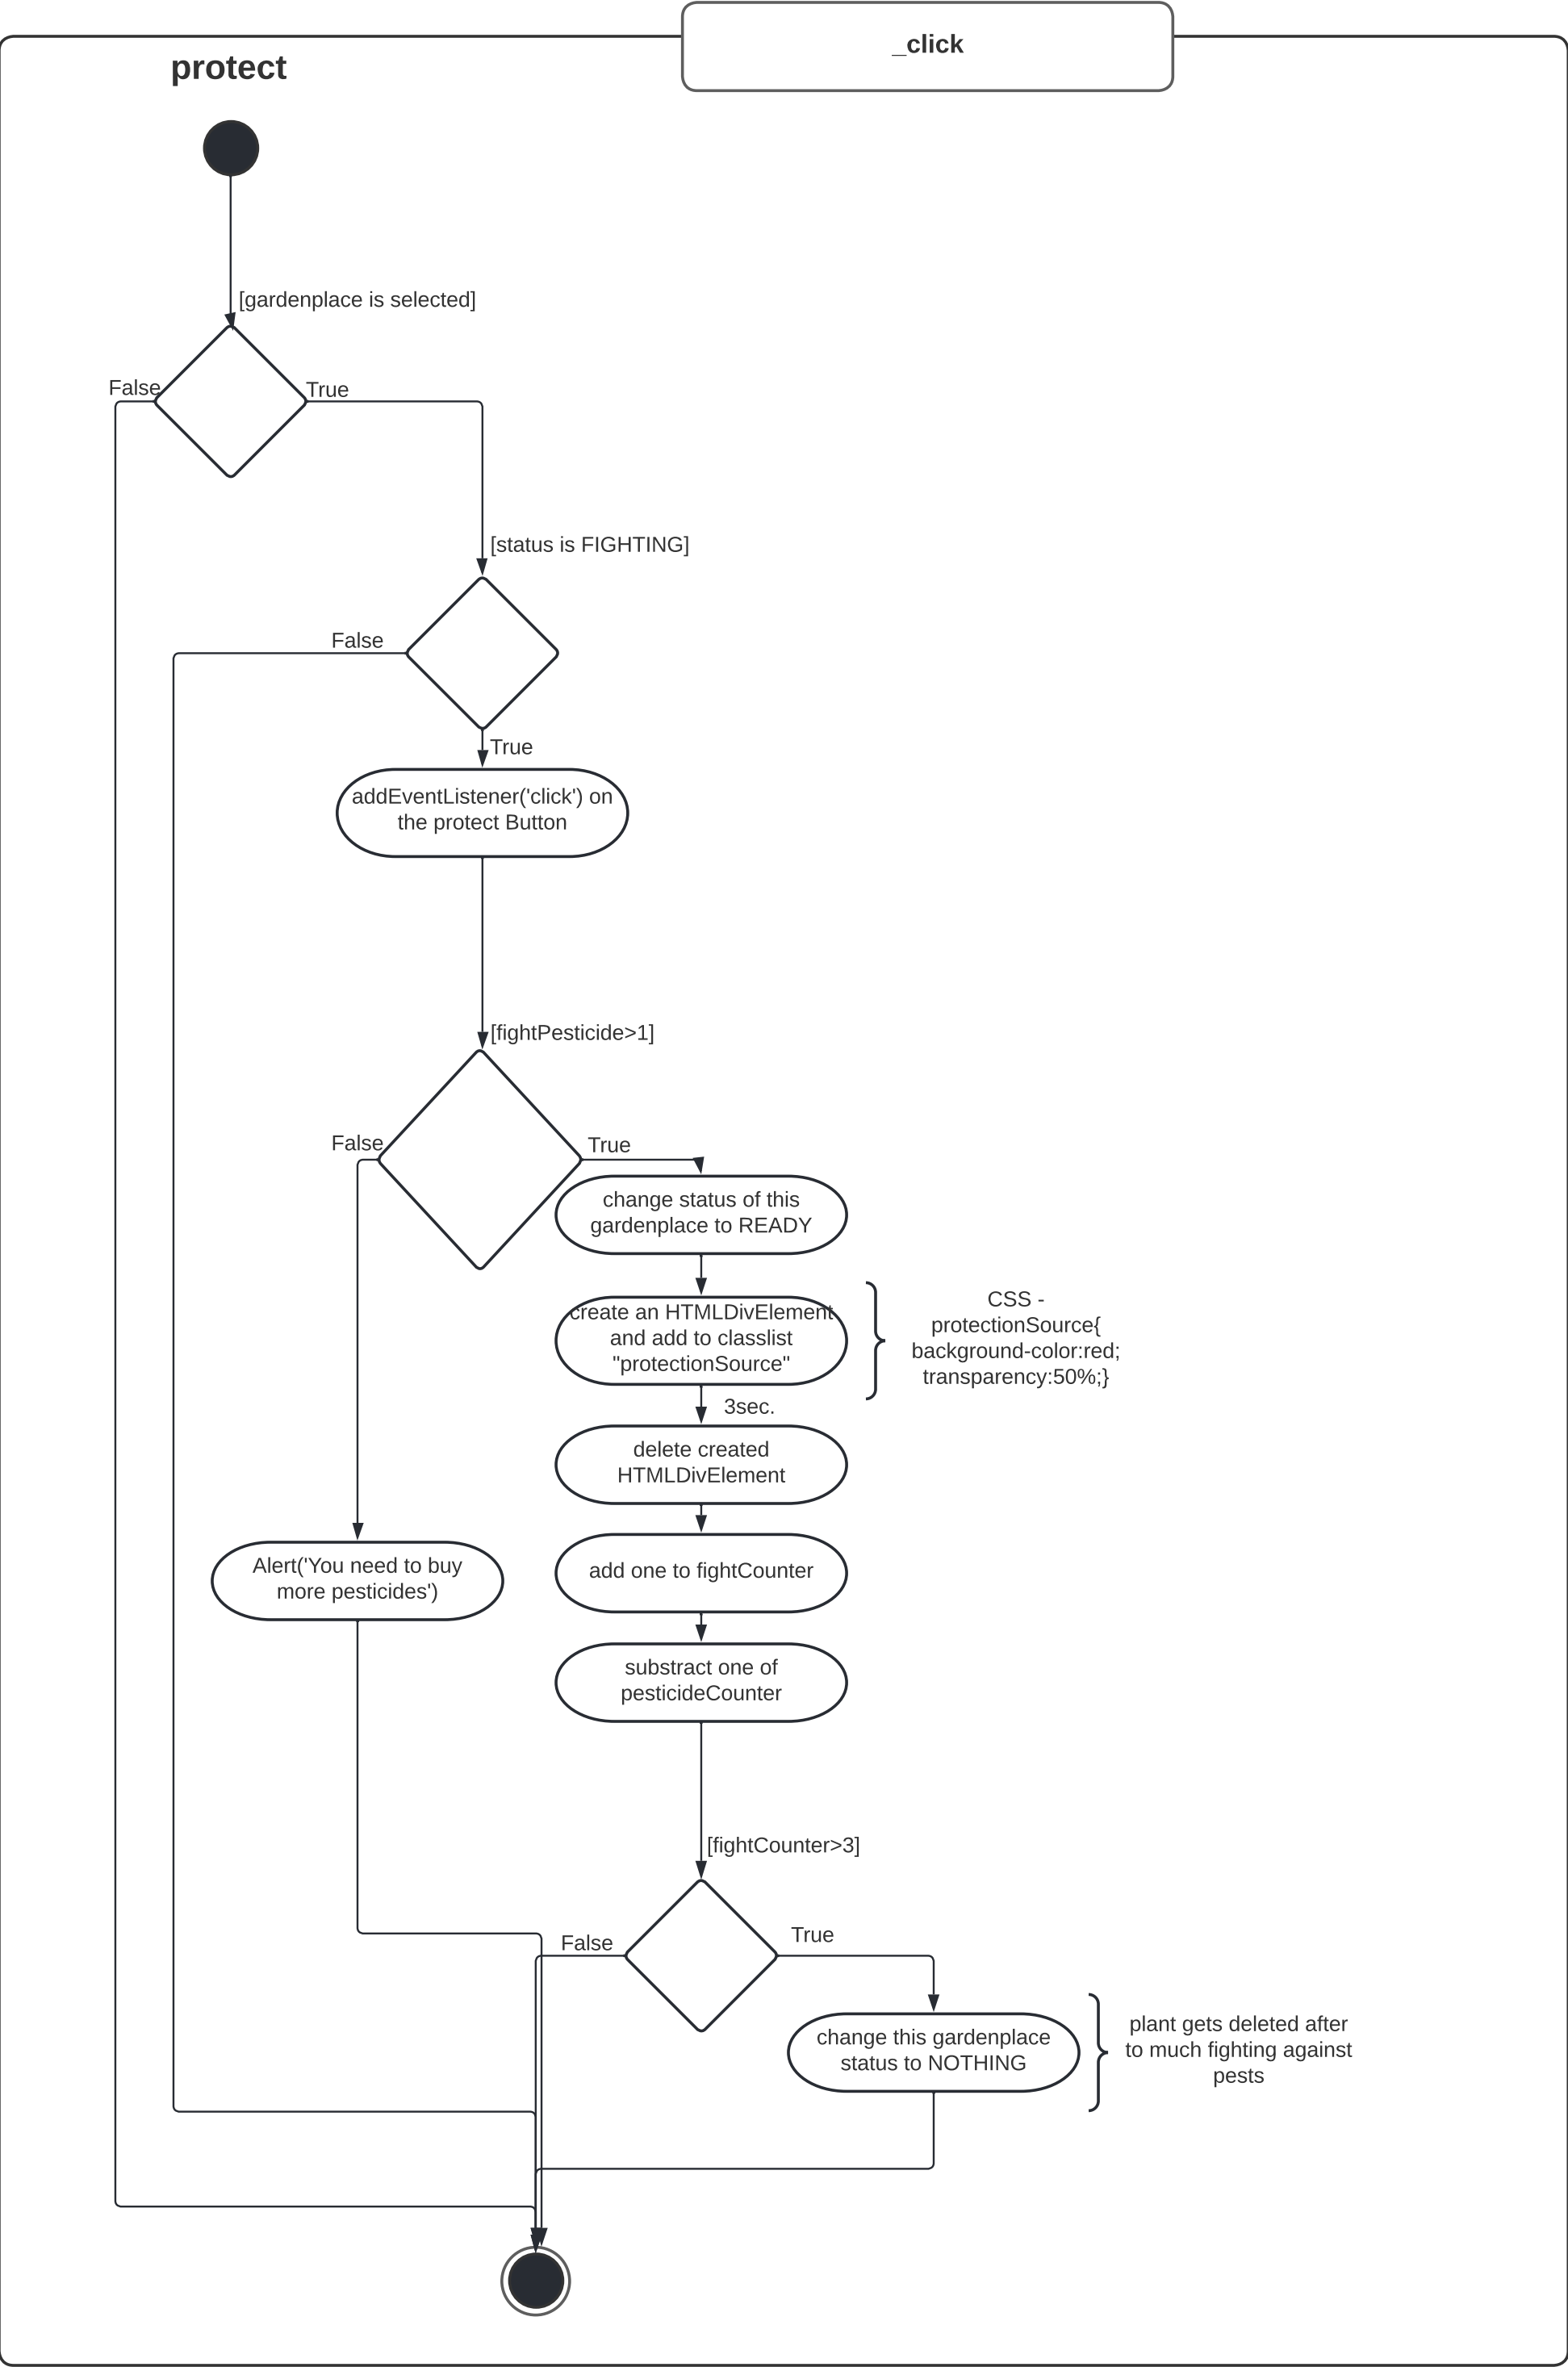 _click
protect
[gardenplace is selected]
False
True
[status is FIGHTING]
False
True
addEventListener('click') on
the protect Button
[fightPesticide>1]
False
True
change status of this
gardenplace to READY
create an HTMLDivElement
and add to classlist
"protectionSource"
CSS -
protectionSource{
background-color:red;
transparency:50%;}
3sec.
delete created
HTMLDivElement
Alert('You need to buy
more pesticides')
add one to fightCounter
substract one of
pesticideCounter
[fightCounter>3]
False
True
change this gardenplace
status to NOTHING
plant gets deleted after
to much fighting against
pests